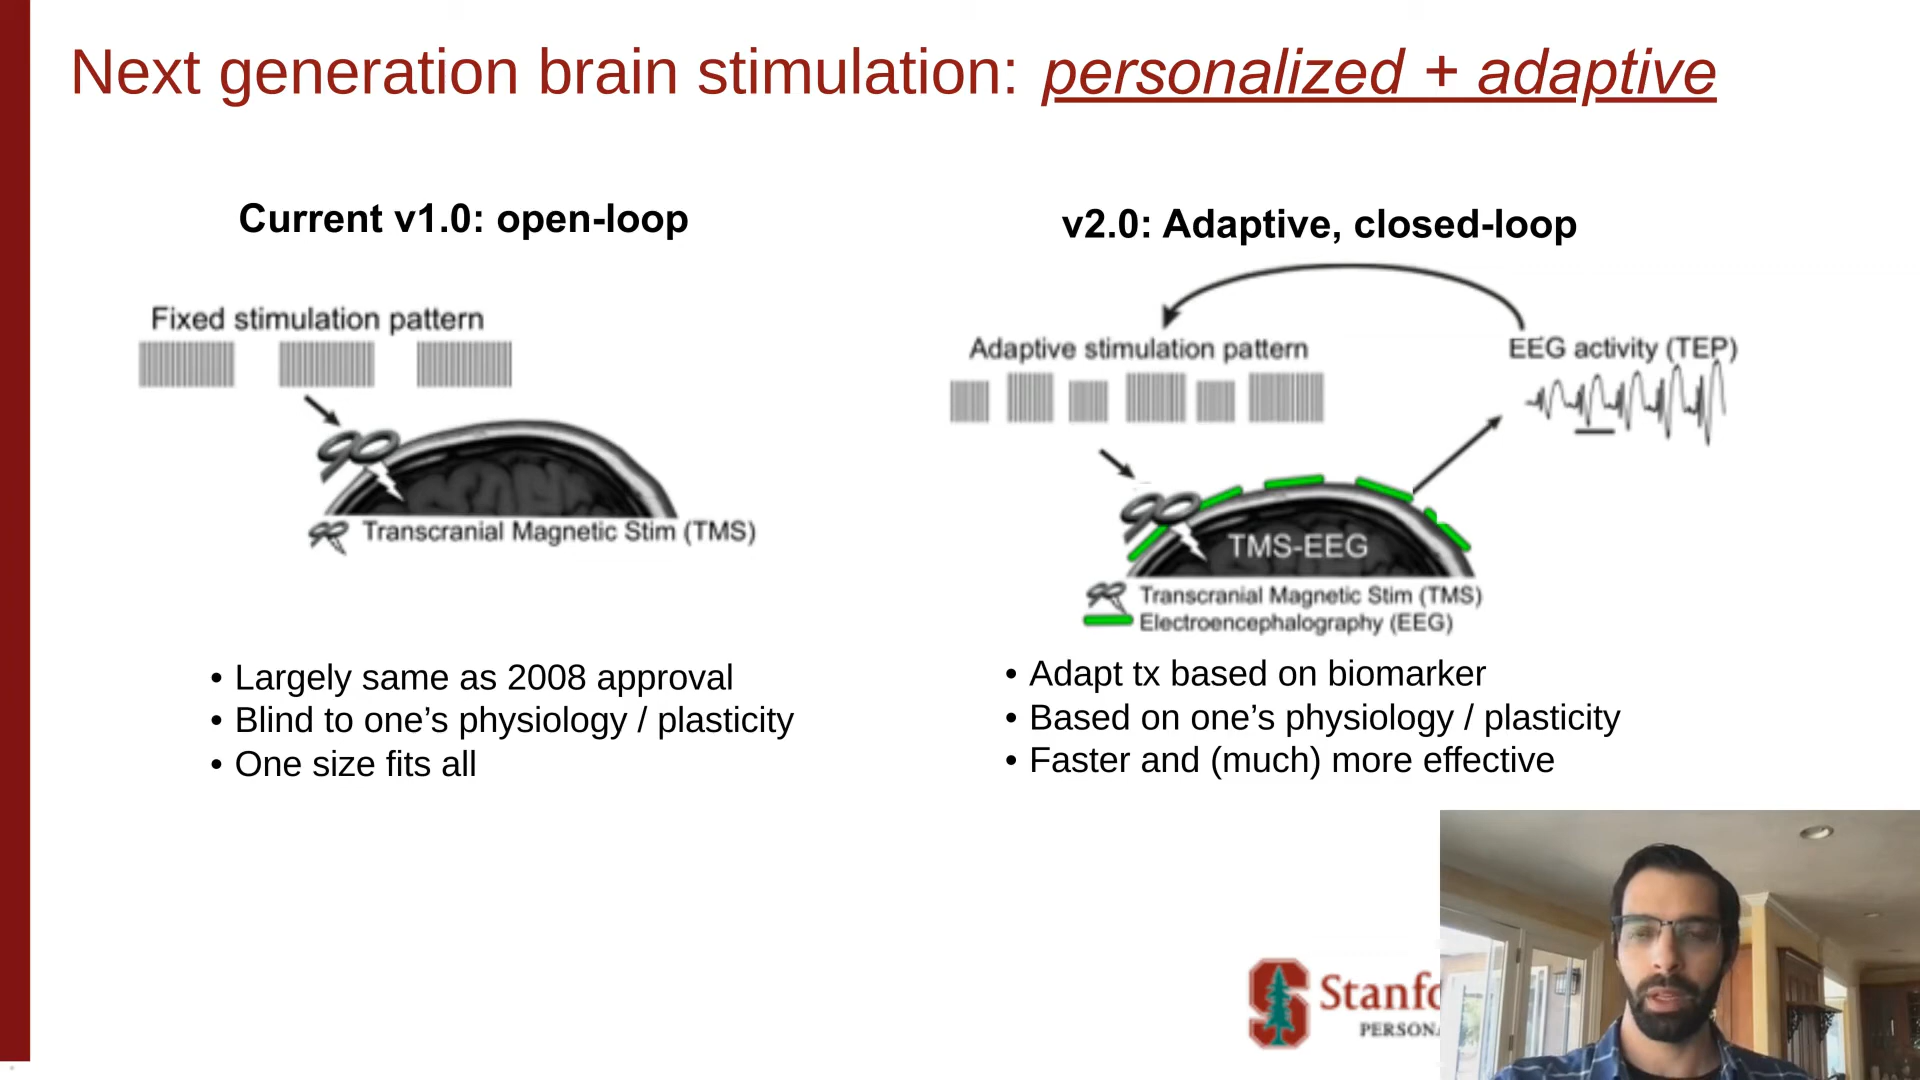 Next generation brain stimulation: personalized + adaptive
Current v1.0: open-loop
Fixed stimulation pattern
Transcranial Magnetic Stim (TMS)
• Largely same as 2008 approval
• Blind to one’s physiology / plasticity
• One size fits all
v2.0: Adaptive, closed-loop
Adaptive stimulation pattern
EEG activity (TEP)
TMS-EEG
Transcranial Magnetic Stim (TMS)
Electroencephalography (EEG)
• Adapt tx based on biomarker
• Based on one’s physiology / plasticity
• Faster and (much) more effective